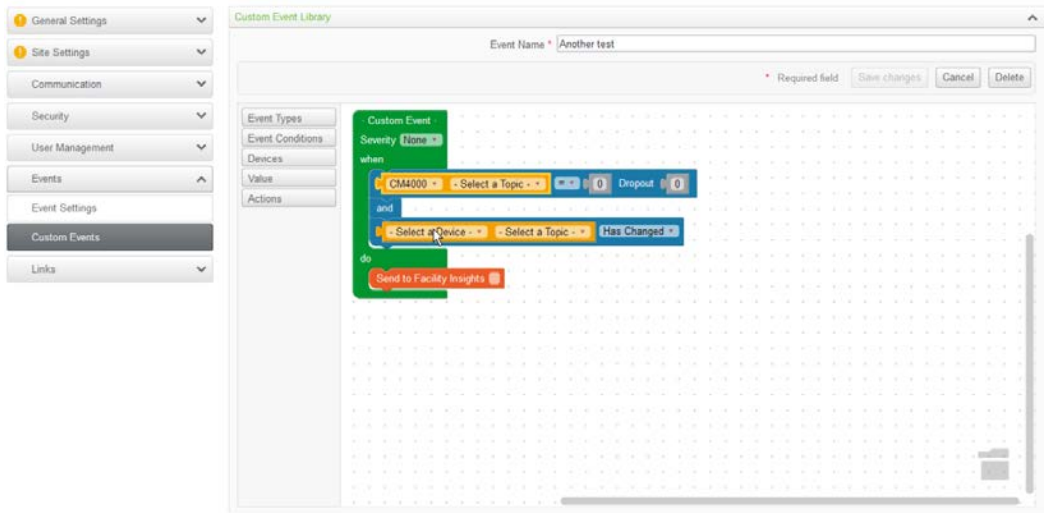 General Settings
Site Settings
Communication
Security
User Management
Events
Event Settings
Custom Events
Links
Custom Event Library
Event Name * Another test
* Required field Save changes Cancel Delete
Event Types
Event Conditions
Devices
Value
Actions
- Custom Event -
Severity None
when
CM4000 - Select a Topic - = 0 Dropout 0
and
- Select a Device - - Select a Topic - Has Changed
do
Send to Facility Insights